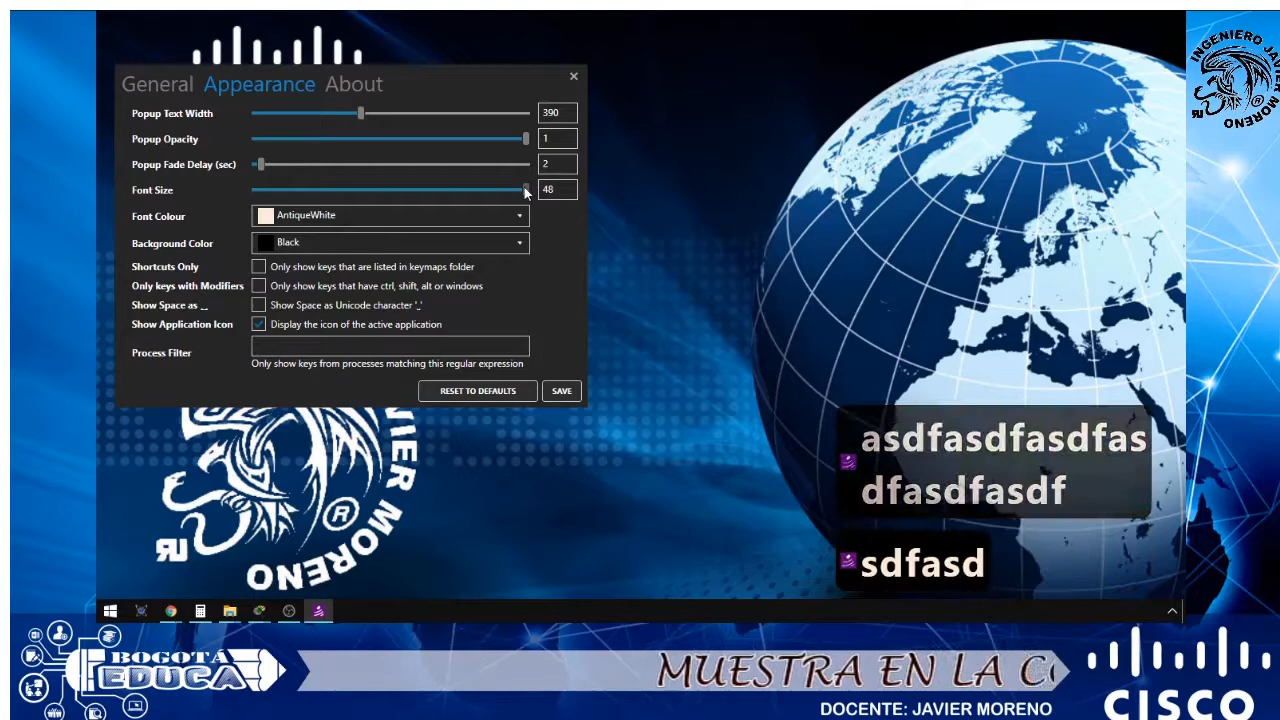 INGENIERO JAVIER MORENO
General Appearance About
Popup Text Width 390
Popup Opacity 1
Popup Fade Delay (sec) 2
Font Size 48
Font Colour AntiqueWhite
Background Color Black
Shortcuts Only Only show keys that are listed in keymaps folder
Only keys with Modifiers Only show keys that have ctrl, shift, alt or windows
Show Space as ⎵ Show Space as Unicode character '⎵'
Show Application Icon Display the icon of the active application
Process Filter
Only show keys from processes matching this regular expression
RESET TO DEFAULTS SAVE
VIER MORENO
®
asdfasdfasdfas
dfasdfasdf
sdfasd
BOGOTÁ
EDUCA
MUESTRA EN LA
DOCENTE: JAVIER MORENO
CISCO